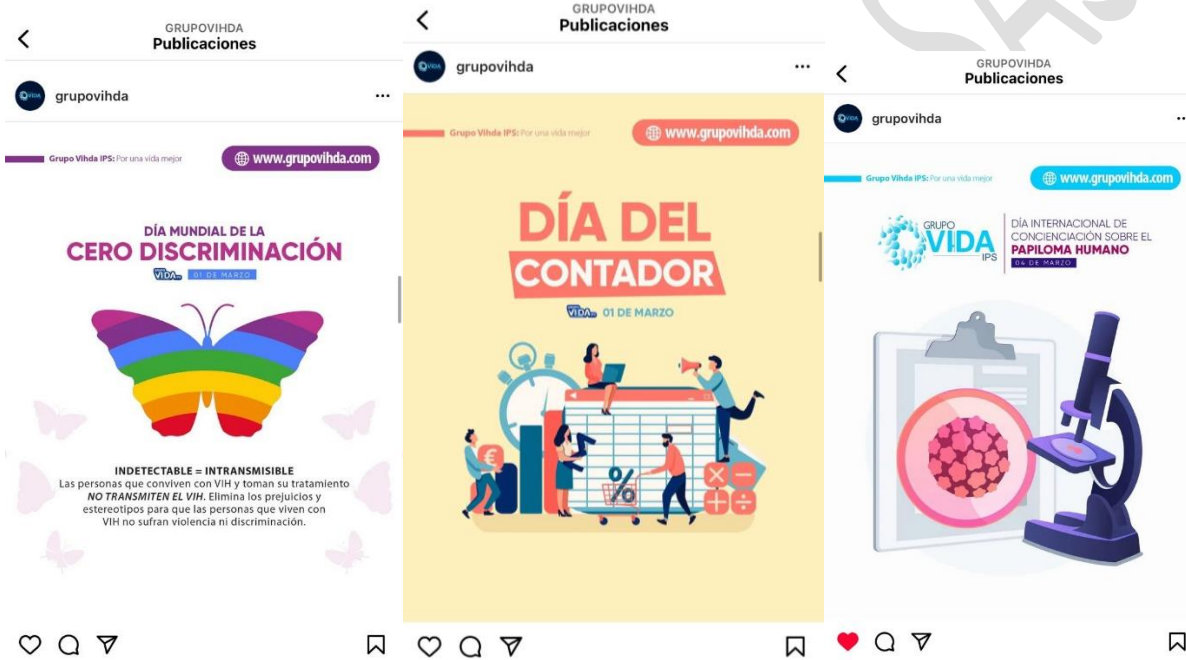 GRUPOVIHDA
Publicaciones
grupovihda
Grupo Vihda IPS: Por una vida mejor
www.grupovihda.com
DÍA MUNDIAL DE LA
CERO DISCRIMINACIÓN
VIDA
01 DE MARZO
INDETECTABLE = INTRANSMISIBLE
Las personas que conviven con VIH y toman su tratamiento
NO TRANSMITEN EL VIH. Elimina los prejuicios y
estereotipos para que las personas que viven con
VIH no sufran violencia ni discriminación.
GRUPOVIHDA
Publicaciones
grupovihda
Grupo Vihda IPS: Por una vida mejor
www.grupovihda.com
DÍA DEL
CONTADOR
VIDA
01 DE MARZO
%
GRUPOVIHDA
Publicaciones
grupovihda
Grupo Vihda IPS: Por una vida mejor
www.grupovihda.com
GRUPO
VIDA
IPS
DÍA INTERNACIONAL DE
CONCIENCIACIÓN SOBRE EL
PAPILOMA HUMANO
04 DE MARZO